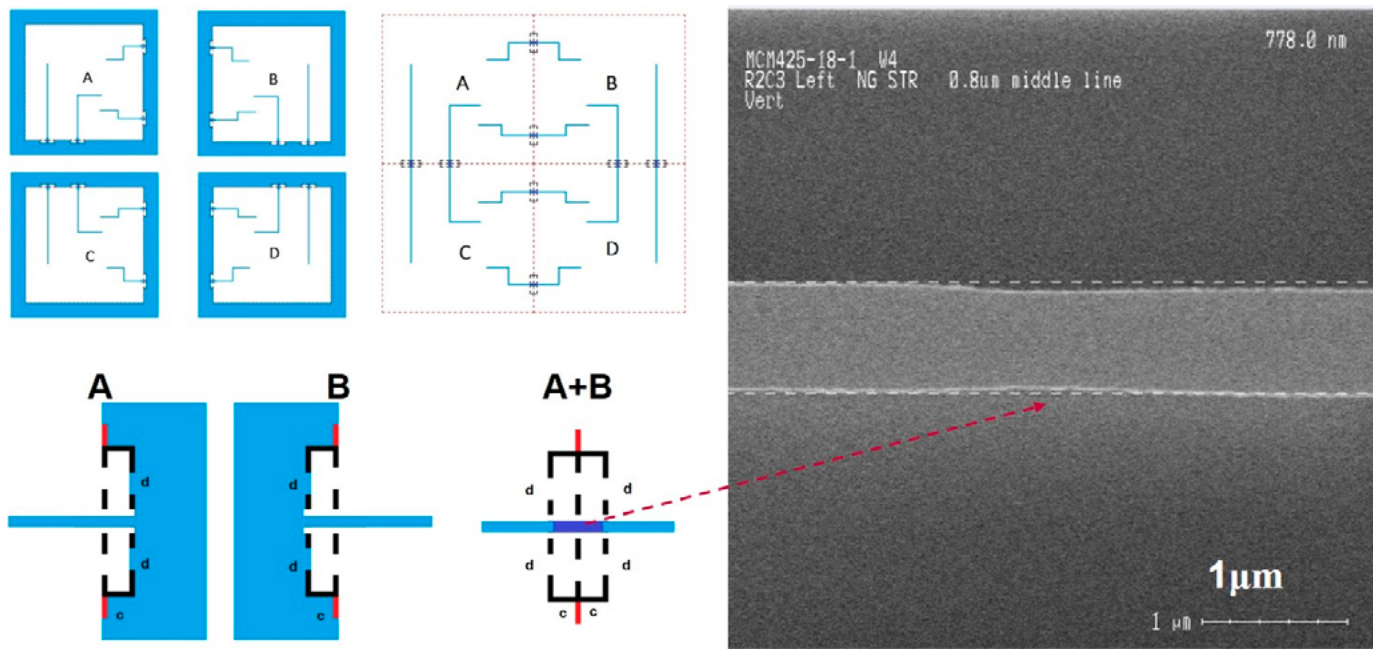 A
B
C
D
A
B
C
D
A
B
A+B
d
d
d
d
c
c
d
d
d
d
c c
778.0 nm
MCM425-18-1 W4
R2C3 Left NG STR 0.8um middle line
Vert
1μm
1 μm